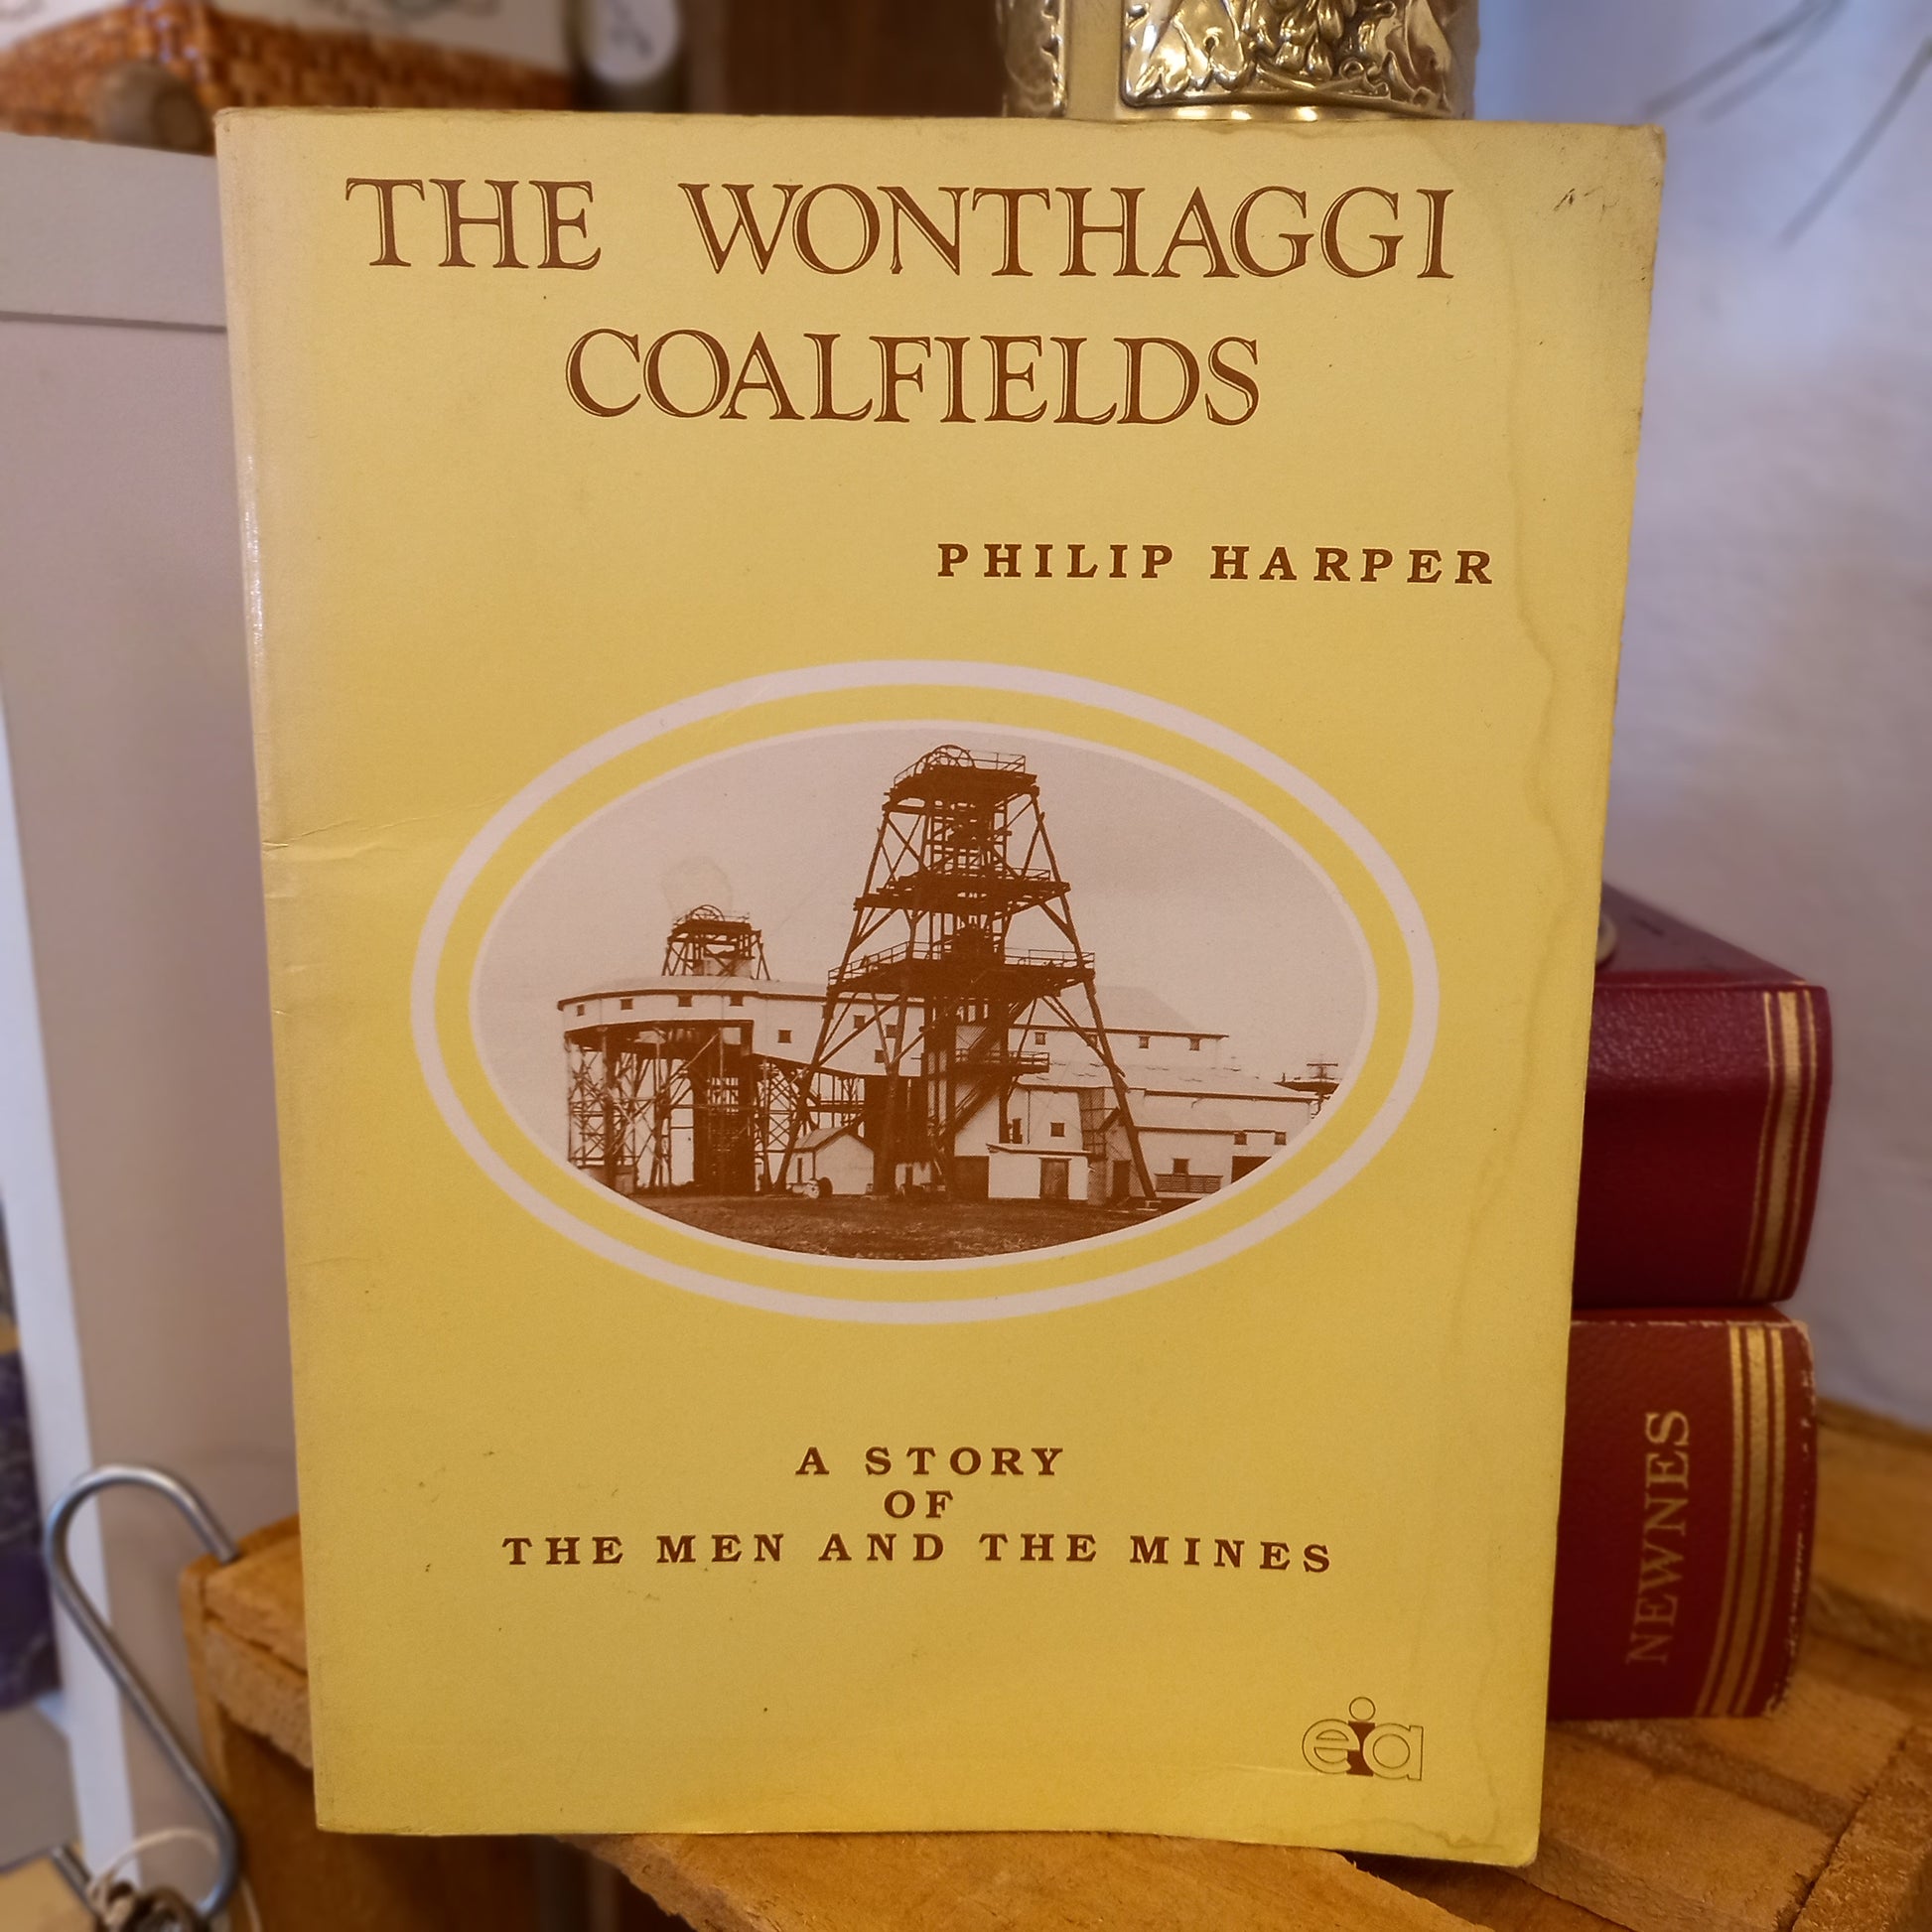 THE WONTHAGGI
COALFIELDS
PHILIP HARPER
A STORY
OF
THE MEN AND THE MINES
eia
NEWNES